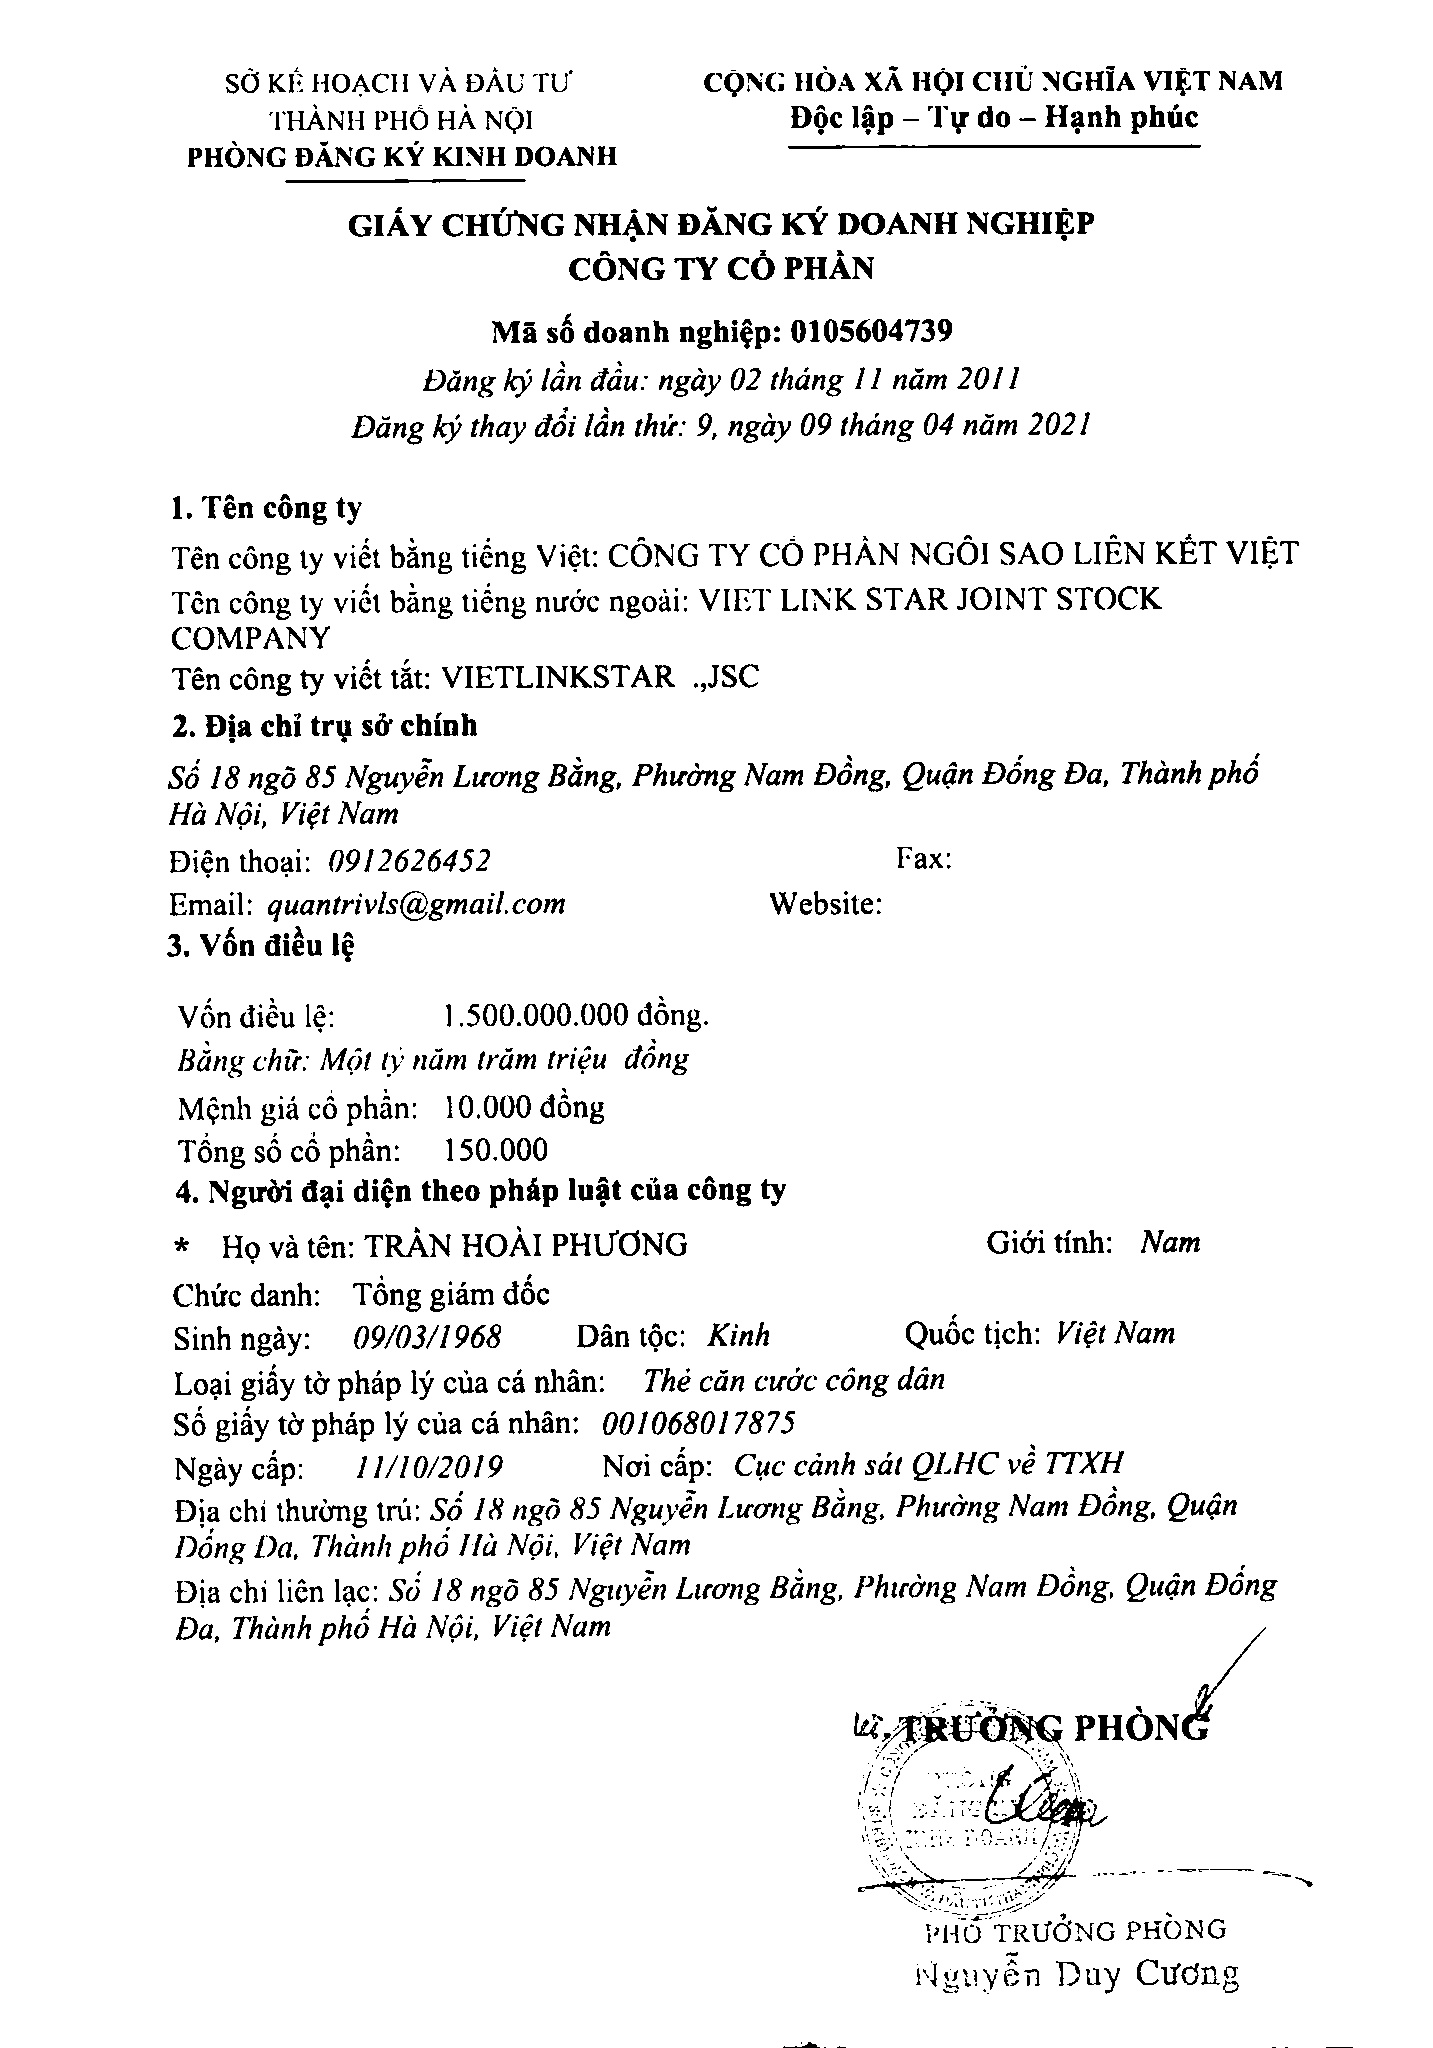 SỞ KẾ HOẠCH VÀ ĐẦU TƯ
THÀNH PHỐ HÀ NỘI
PHÒNG ĐĂNG KÝ KINH DOANH
CỘNG HÒA XÃ HỘI CHỦ NGHĨA VIỆT NAM
Độc lập – Tự do – Hạnh phúc
GIẤY CHỨNG NHẬN ĐĂNG KÝ DOANH NGHIỆP
CÔNG TY CỔ PHẦN
Mã số doanh nghiệp: 0105604739
Đăng ký lần đầu: ngày 02 tháng 11 năm 2011
Đăng ký thay đổi lần thứ: 9, ngày 09 tháng 04 năm 2021
1. Tên công ty
Tên công ty viết bằng tiếng Việt: CÔNG TY CỔ PHẦN NGÔI SAO LIÊN KẾT VIỆT
Tên công ty viết bằng tiếng nước ngoài: VIET LINK STAR JOINT STOCK
COMPANY
Tên công ty viết tắt: VIETLINKSTAR .,JSC
2. Địa chỉ trụ sở chính
Số 18 ngõ 85 Nguyễn Lương Bằng, Phường Nam Đồng, Quận Đống Đa, Thành phố
Hà Nội, Việt Nam
Điện thoại: 0912626452 Fax:
Email: quantrivls@gmail.com Website:
3. Vốn điều lệ
Vốn điều lệ: 1.500.000.000 đồng.
Bằng chữ: Một tỷ năm trăm triệu đồng
Mệnh giá cổ phần: 10.000 đồng
Tổng số cổ phần: 150.000
4. Người đại diện theo pháp luật của công ty
* Họ và tên: TRẦN HOÀI PHƯƠNG Giới tính: Nam
Chức danh: Tổng giám đốc
Sinh ngày: 09/03/1968 Dân tộc: Kinh Quốc tịch: Việt Nam
Loại giấy tờ pháp lý của cá nhân: Thẻ căn cước công dân
Số giấy tờ pháp lý của cá nhân: 001068017875
Ngày cấp: 11/10/2019 Nơi cấp: Cục cảnh sát QLHC về TTXH
Địa chỉ thường trú: Số 18 ngõ 85 Nguyễn Lương Bằng, Phường Nam Đồng, Quận
Đống Đa, Thành phố Hà Nội, Việt Nam
Địa chỉ liên lạc: Số 18 ngõ 85 Nguyễn Lương Bằng, Phường Nam Đồng, Quận Đống
Đa, Thành phố Hà Nội, Việt Nam
TRƯỞNG PHÒNG
PHÒNG
ĐĂNG KÝ
KINH DOANH
PHÓ TRƯỞNG PHÒNG
Nguyễn Duy Cương